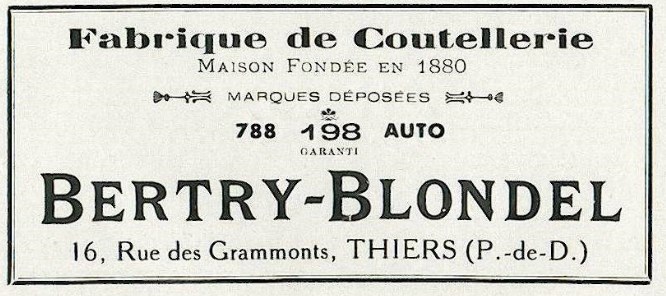 Fabrique de Coutellerie
MAISON FONDÉE EN 1880
MARQUES DÉPOSÉES
788 198 AUTO
GARANTI
BERTRY-BLONDEL
16, Rue des Grammonts, THIERS (P.-de-D.)